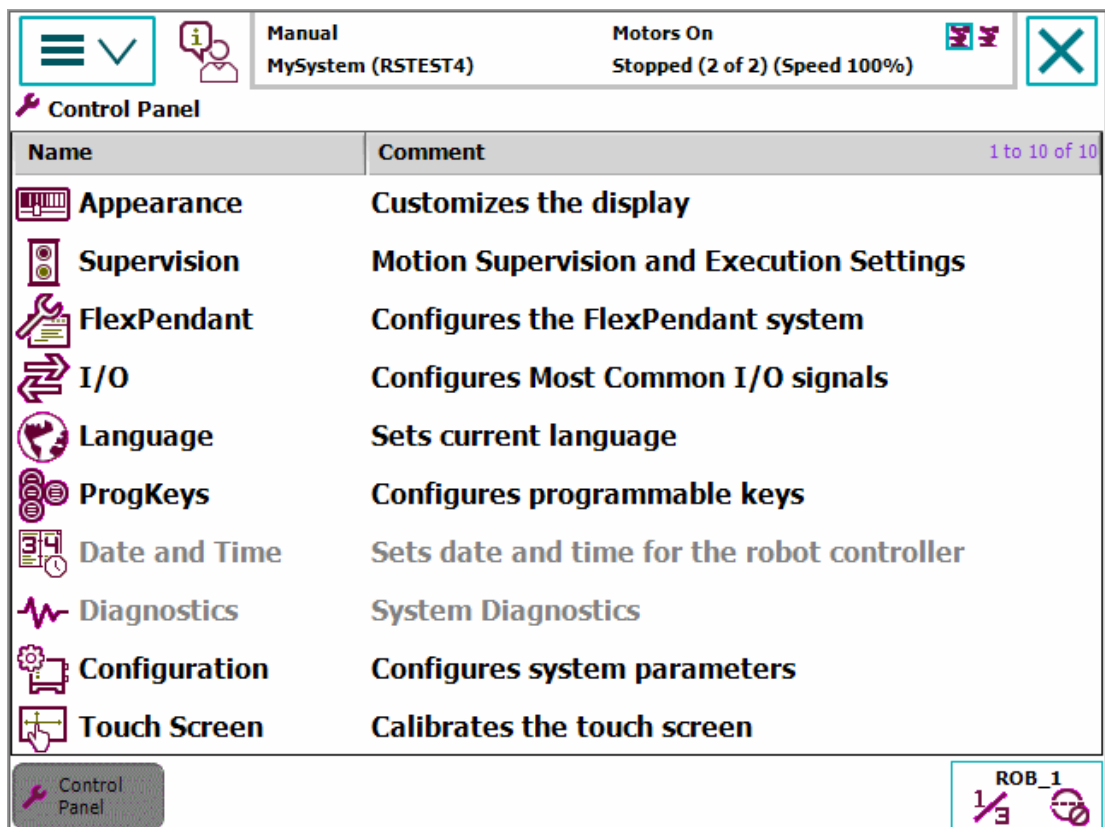 Manual Motors On
MySystem (RSTEST4) Stopped (2 of 2) (Speed 100%)
Control Panel
Name Comment 1 to 10 of 10
Appearance Customizes the display
Supervision Motion Supervision and Execution Settings
FlexPendant Configures the FlexPendant system
I/O Configures Most Common I/O signals
Language Sets current language
ProgKeys Configures programmable keys
Date and Time Sets date and time for the robot controller
Diagnostics System Diagnostics
Configuration Configures system parameters
Touch Screen Calibrates the touch screen
Control
Panel
ROB_1
1/3